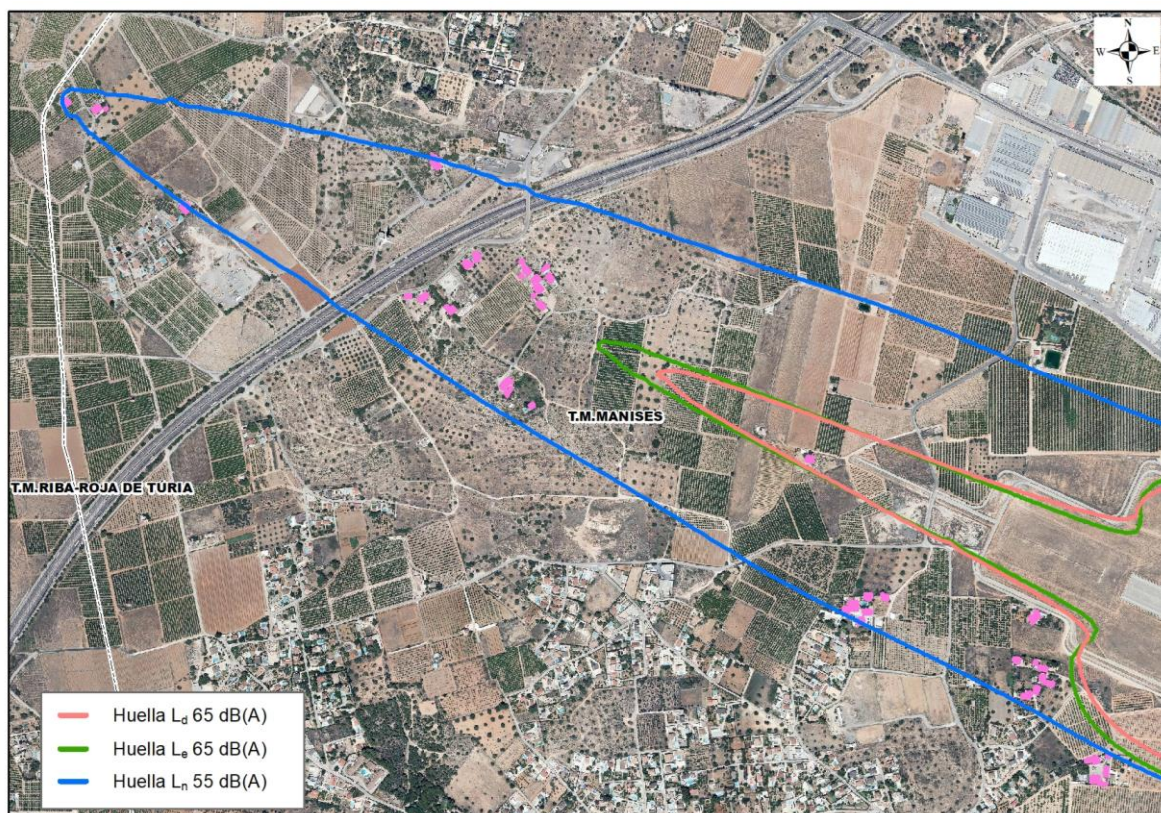 N
W E
S
T.M.MANISES
T.M.RIBA-ROJA DE TURIA
Huella Ld 65 dB(A)
Huella Le 65 dB(A)
Huella Ln 55 dB(A)